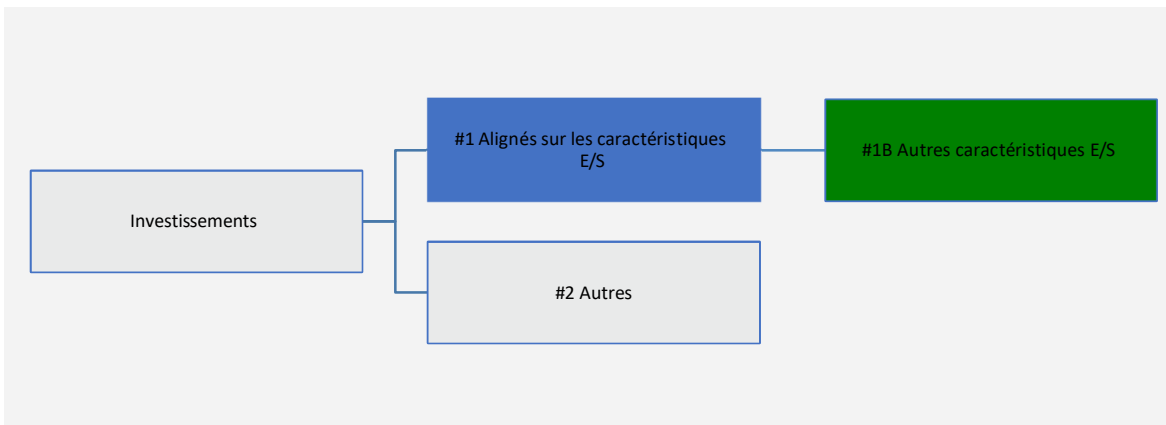 #1 Alignés sur les caractéristiques
E/S
#1B Autres caractéristiques E/S
Investissements
#2 Autres